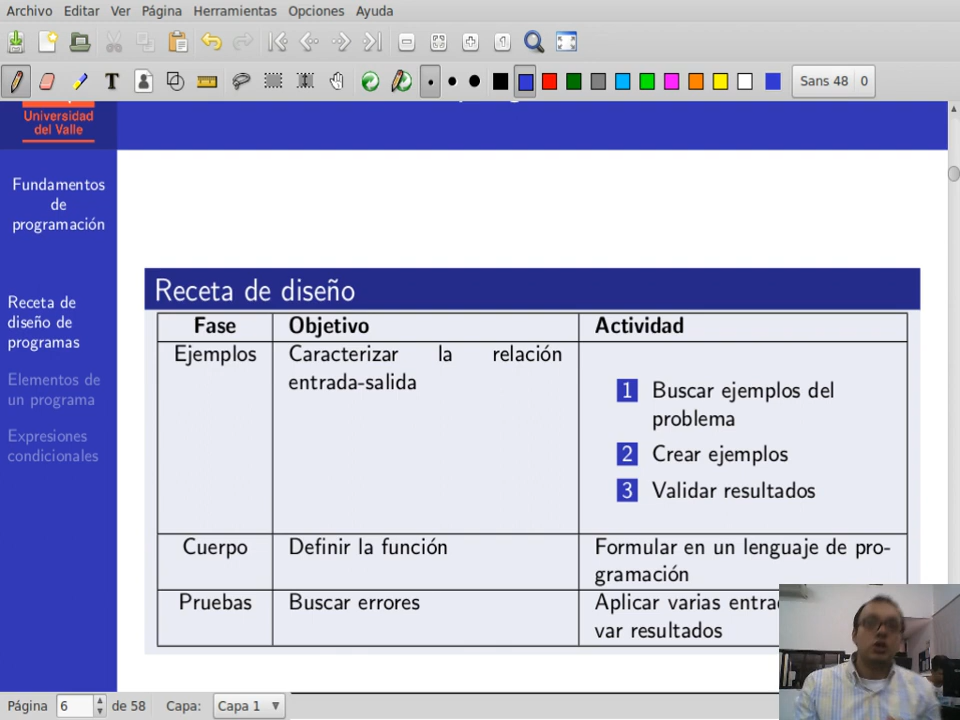 Archivo Editar Ver Página Herramientas Opciones Ayuda
Sans 48 0
Universidad
del Valle
Fundamentos
de
programación
Receta de
diseño de
programas
Elementos de
un programa
Expresiones
condicionales
Receta de diseño
Fase Objetivo Actividad
Ejemplos Caracterizar la relación
entrada-salida
1 Buscar ejemplos del
problema
2 Crear ejemplos
3 Validar resultados
Cuerpo Definir la función Formular en un lenguaje de pro-
gramación
Pruebas Buscar errores Aplicar varias
var resultados
Página 6 de 58 Capa: Capa 1